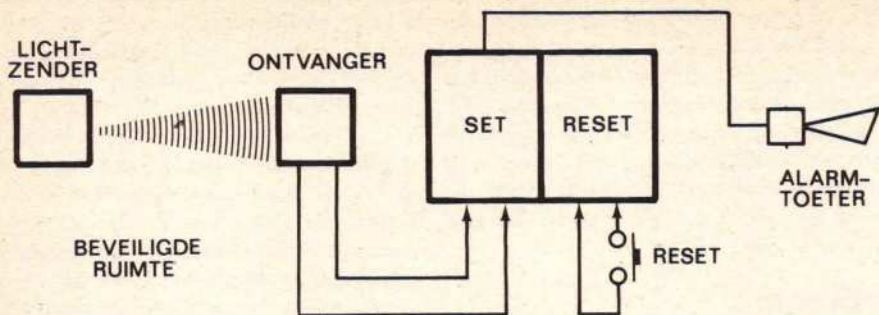 LICHT-
ZENDER
ONTVANGER
SET
RESET
ALARM-
TOETER
BEVEILIGDE
RUIMTE
RESET